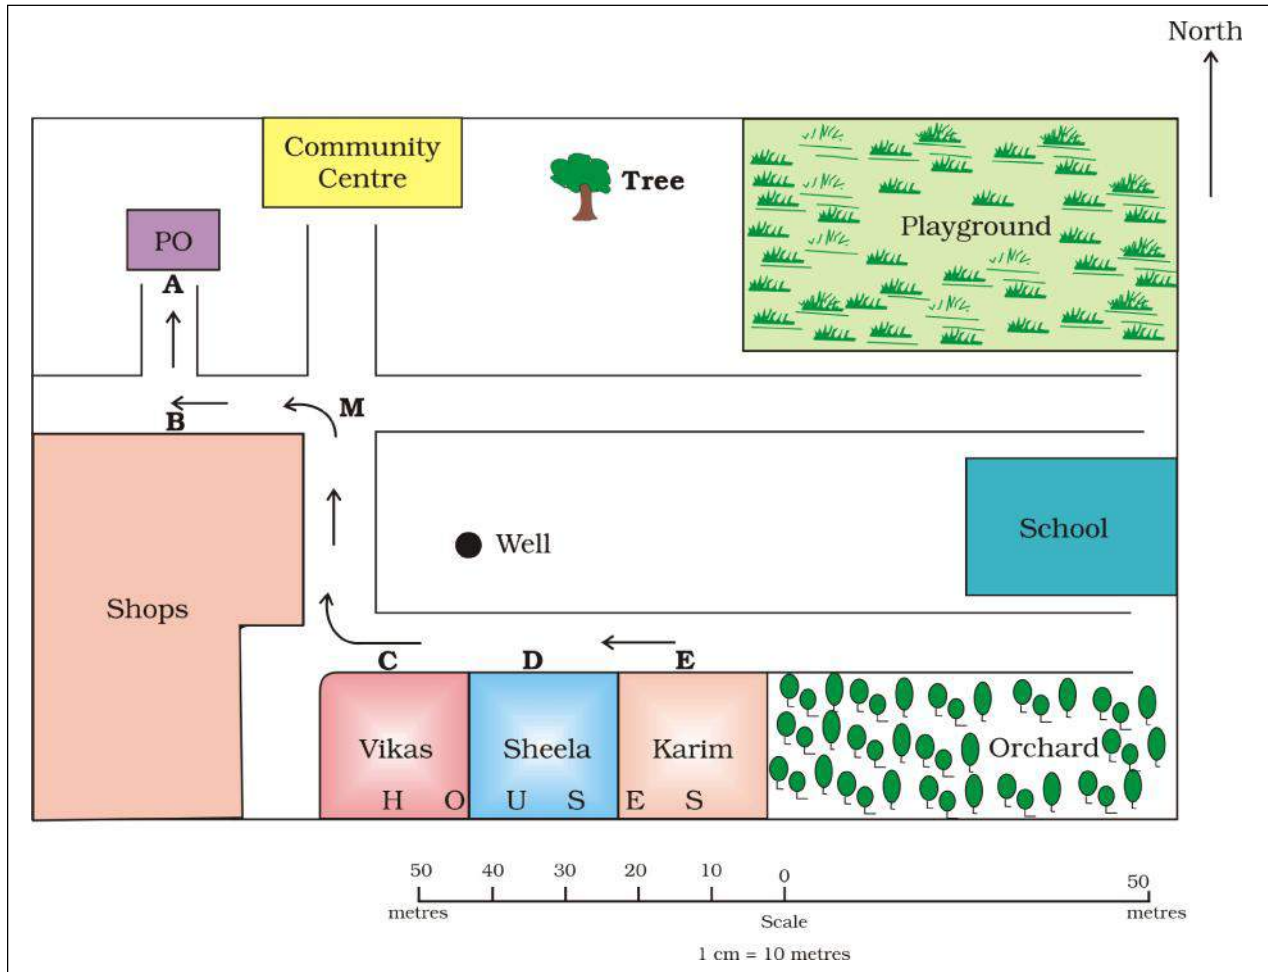 North
Community
Centre
Tree
PO
Playground
A
M
B
School
Well
Shops
C D E
Vikas Sheela Karim Orchard
H O U S E S
50 40 30 20 10 0 50
metres metres
Scale
1 cm = 10 metres